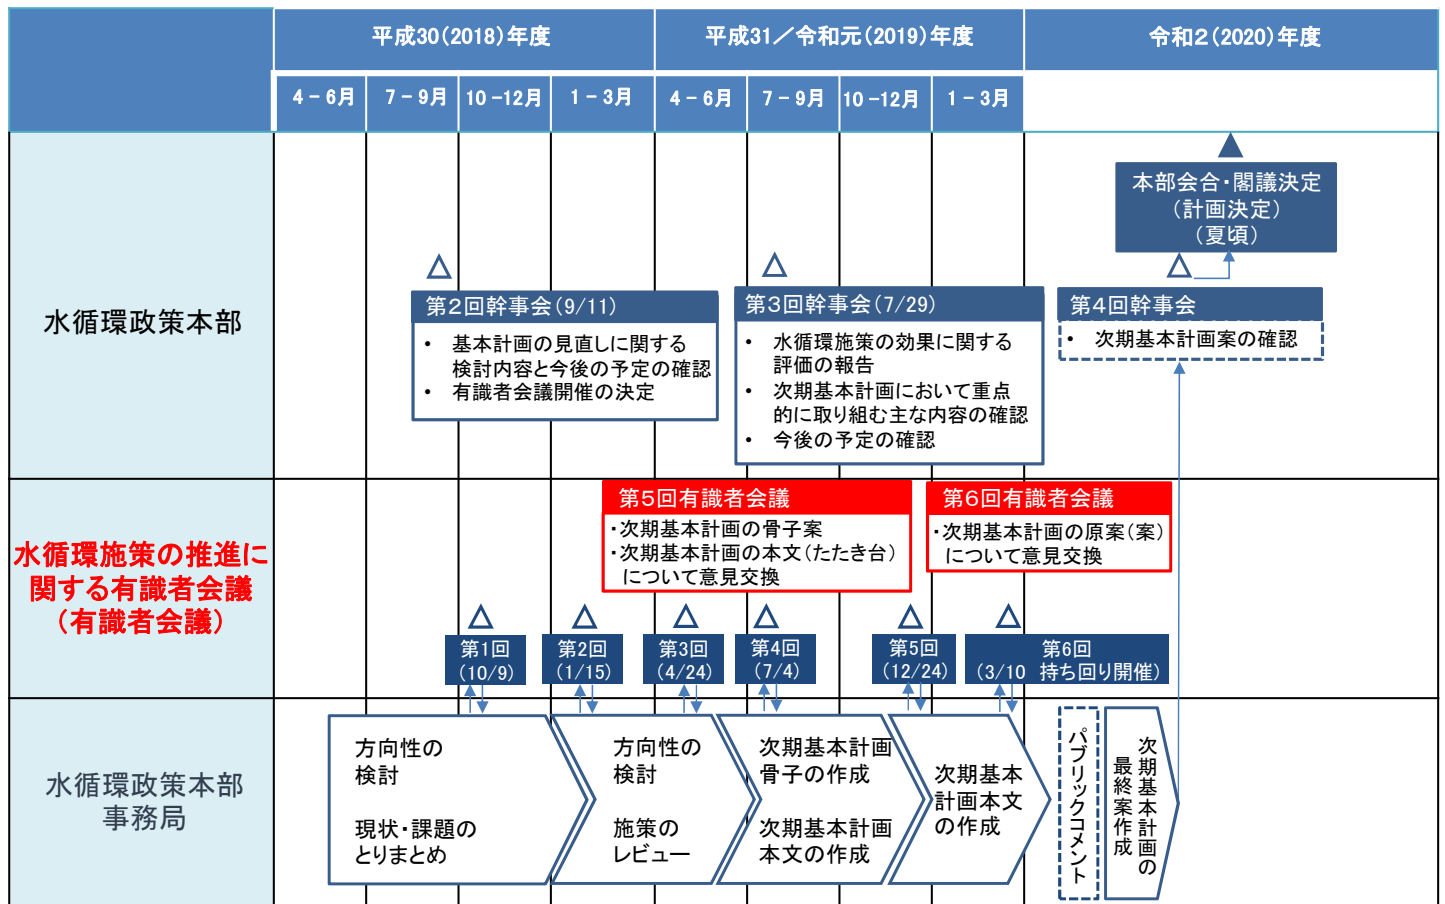 平成30(2018)年度
平成31／令和元(2019)年度
令和2(2020)年度
4－6月
7－9月
10－12月
1－3月
4－6月
7－9月
10－12月
1－3月
水循環政策本部
本部会合・閣議決定
(計画決定)
(夏頃)
第2回幹事会(9/11)
• 基本計画の見直しに関する
検討内容と今後の予定の確認
• 有識者会議開催の決定
第3回幹事会(7/29)
• 水循環施策の効果に関する
評価の報告
• 次期基本計画において重点
的に取り組む主な内容の確認
• 今後の予定の確認
第4回幹事会
• 次期基本計画案の確認
水循環施策の推進に
関する有識者会議
(有識者会議)
第5回有識者会議
・次期基本計画の骨子案
・次期基本計画の本文(たたき台)
について意見交換
第6回有識者会議
・次期基本計画の原案(案)
について意見交換
第1回
(10/9)
第2回
(1/15)
第3回
(4/24)
第4回
(7/4)
第5回
(12/24)
第6回
(3/10 持ち回り開催)
水循環政策本部
事務局
方向性の
検討
現状・課題の
とりまとめ
方向性の
検討
施策の
レビュー
次期基本計画
骨子の作成
次期基本計画
本文の作成
次期基本
計画本文
の作成
パブリックコメント
次期基本計画の
最終案作成